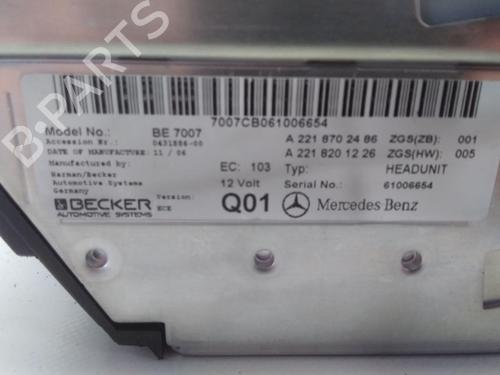 7007CB061006654
Model No.: BE 7007
Accession Nr.: 0431586-00
DATE OF MANUFACTURE: 11 / 06
Manufactured by:
Harman/Becker
Automotive Systems
Germany
A 221 870 24 86 ZGS(ZB): 001
A 221 820 12 26 ZGS(HW): 005
EC: 103 Typ: HEADUNIT
12 Volt Serial No.: 61006654
BECKER
AUTOMOTIVE SYSTEMS
Version:
ECE
Q01 Mercedes Benz
B-PARTS